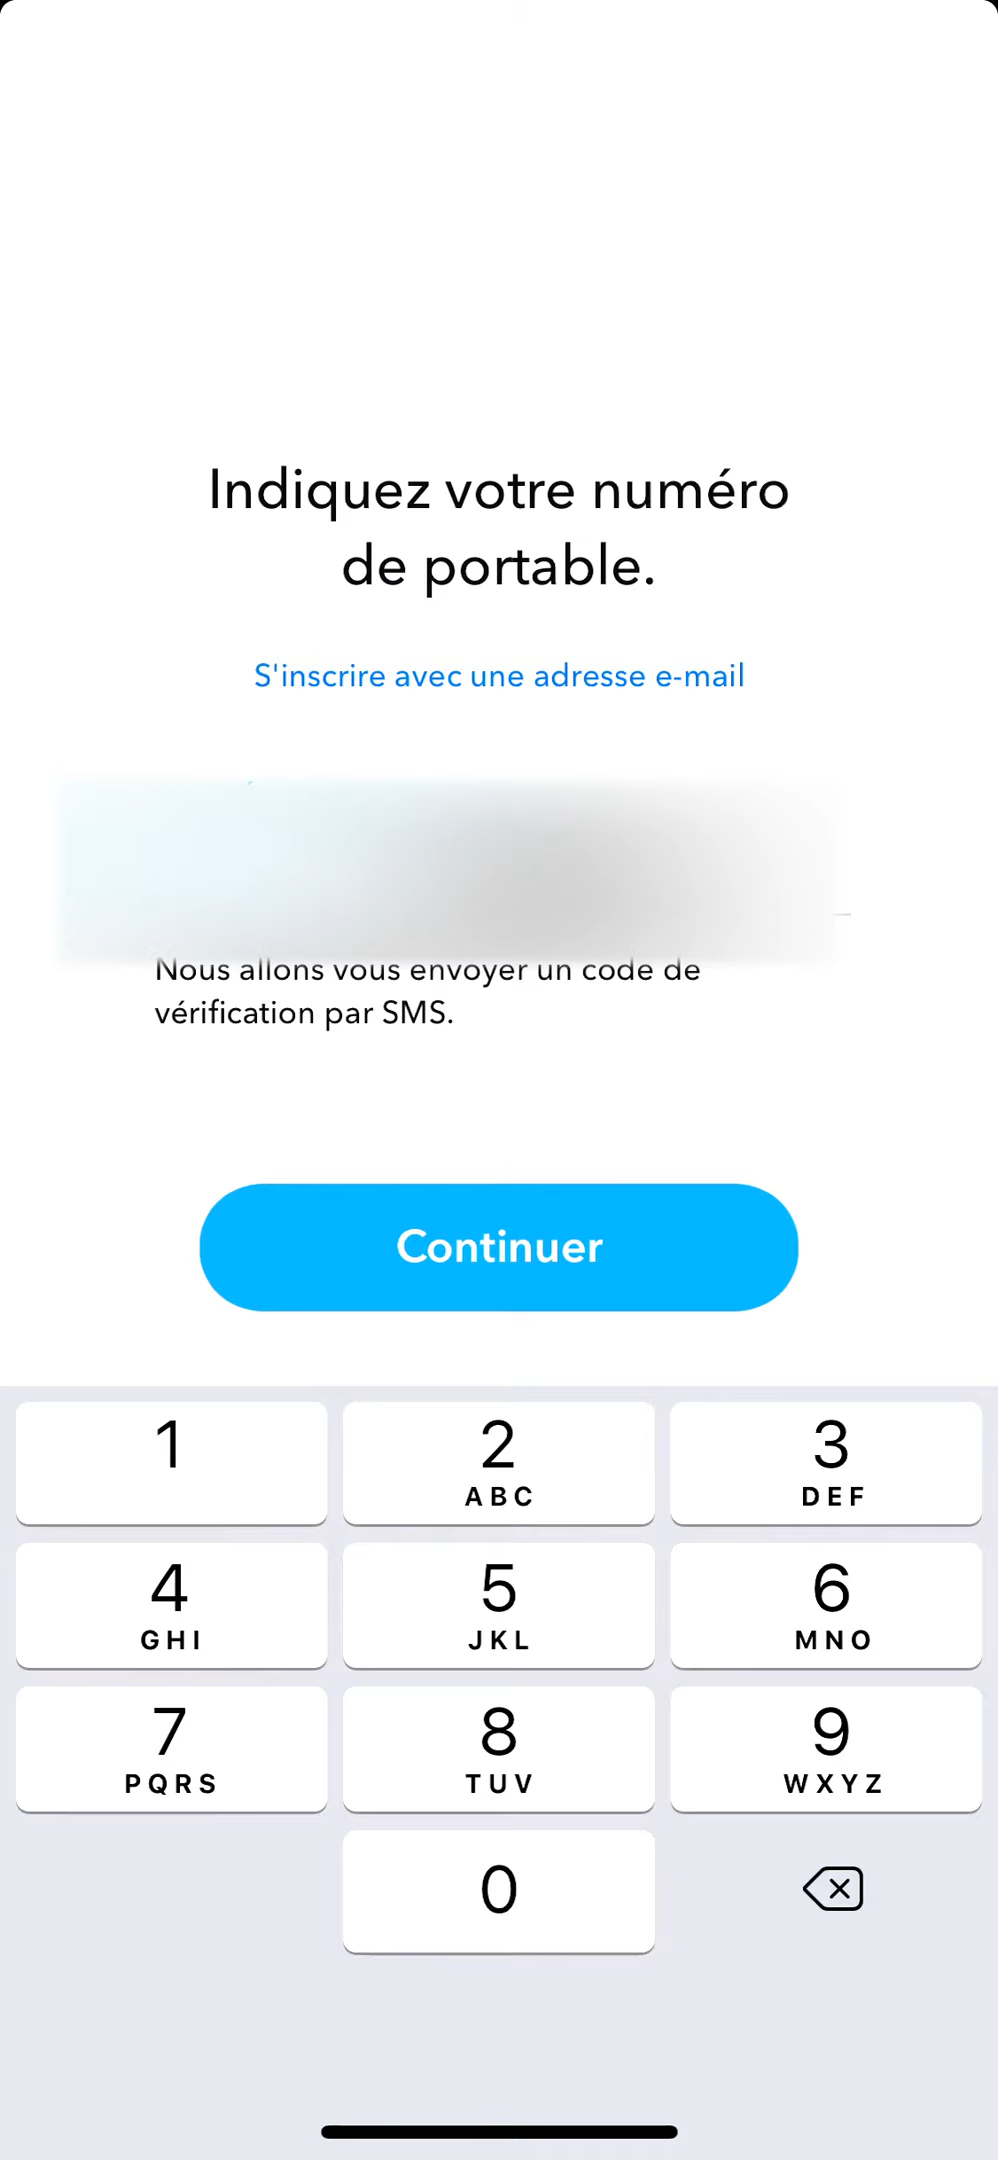 Indiquez votre numéro
de portable.
S'inscrire avec une adresse e-mail
Nous allons vous envoyer un code de
vérification par SMS.
Continuer
1
2
3
ABC
DEF
4
5
6
GHI
JKL
MNO
7
8
9
PQRS
TUV
WXYZ
0